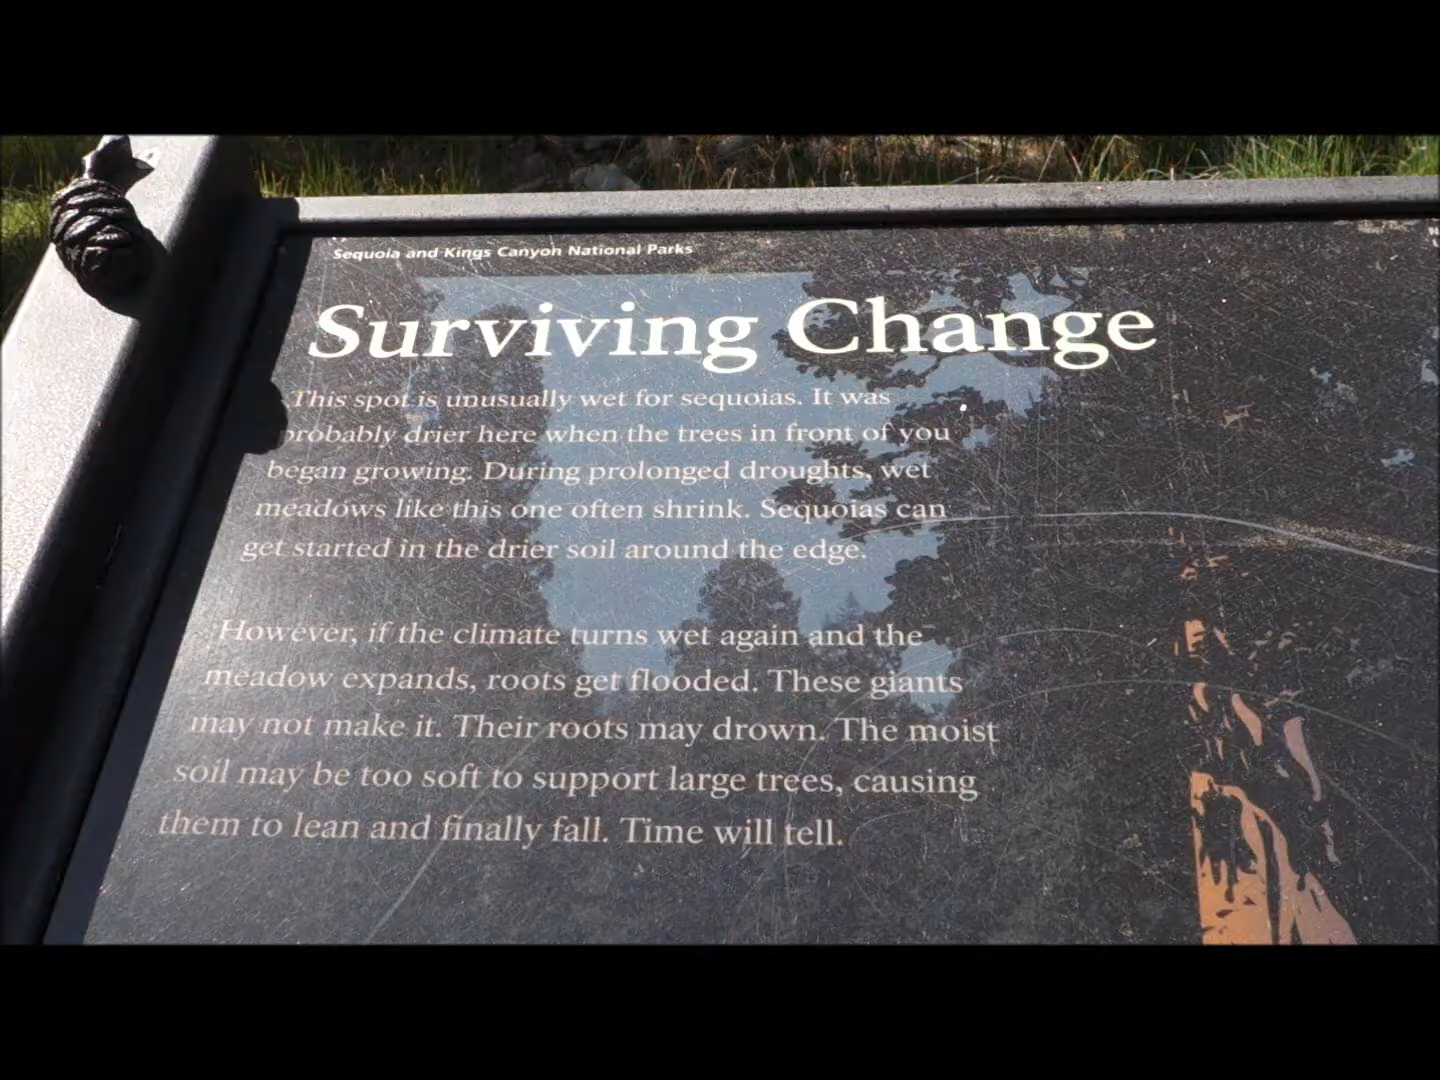 Sequoia and Kings Canyon National Parks
Surviving Change
This spot is unusually wet for sequoias. It was
probably drier here when the trees in front of you
began growing. During prolonged droughts, wet
meadows like this one often shrink. Sequoias can
get started in the drier soil around the edge.
However, if the climate turns wet again and the
meadow expands, roots get flooded. These giants
may not make it. Their roots may drown. The moist
soil may be too soft to support large trees, causing
them to lean and finally fall. Time will tell.